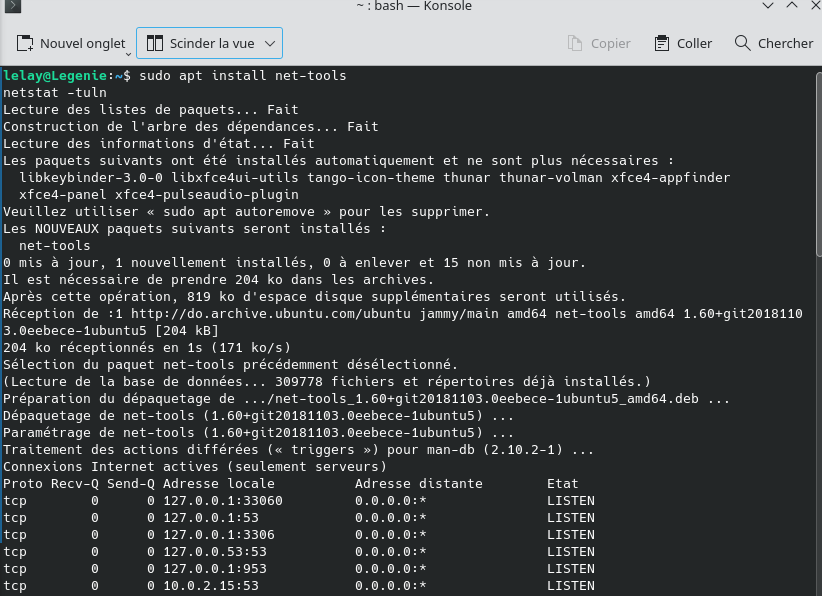 ~ : bash — Konsole
Nouvel onglet Scinder la vue Copier Coller Chercher
lelay@Legenie:~$ sudo apt install net-tools
netstat -tuln
Lecture des listes de paquets... Fait
Construction de l'arbre des dépendances... Fait
Lecture des informations d'état... Fait
Les paquets suivants ont été installés automatiquement et ne sont plus nécessaires :
  libkeybinder-3.0-0 libxfce4ui-utils tango-icon-theme thunar thunar-volman xfce4-appfinder
  xfce4-panel xfce4-pulseaudio-plugin
Veuillez utiliser « sudo apt autoremove » pour les supprimer.
Les NOUVEAUX paquets suivants seront installés :
  net-tools
0 mis à jour, 1 nouvellement installés, 0 à enlever et 15 non mis à jour.
Il est nécessaire de prendre 204 ko dans les archives.
Après cette opération, 819 ko d'espace disque supplémentaires seront utilisés.
Réception de :1 http://do.archive.ubuntu.com/ubuntu jammy/main amd64 net-tools amd64 1.60+git2018110
3.0eebece-1ubuntu5 [204 kB]
204 ko réceptionnés en 1s (171 ko/s)
Sélection du paquet net-tools précédemment désélectionné.
(Lecture de la base de données... 309778 fichiers et répertoires déjà installés.)
Préparation du dépaquetage de .../net-tools_1.60+git20181103.0eebece-1ubuntu5_amd64.deb ...
Dépaquetage de net-tools (1.60+git20181103.0eebece-1ubuntu5) ...
Paramétrage de net-tools (1.60+git20181103.0eebece-1ubuntu5) ...
Traitement des actions différées (« triggers ») pour man-db (2.10.2-1) ...
Connexions Internet actives (seulement serveurs)
Proto Recv-Q Send-Q Adresse locale          Adresse distante        Etat
tcp        0      0 127.0.0.1:33060         0.0.0.0:*               LISTEN
tcp        0      0 127.0.0.1:53            0.0.0.0:*               LISTEN
tcp        0      0 127.0.0.1:3306          0.0.0.0:*               LISTEN
tcp        0      0 127.0.0.53:53           0.0.0.0:*               LISTEN
tcp        0      0 127.0.0.1:953           0.0.0.0:*               LISTEN
tcp        0      0 10.0.2.15:53            0.0.0.0:*               LISTEN